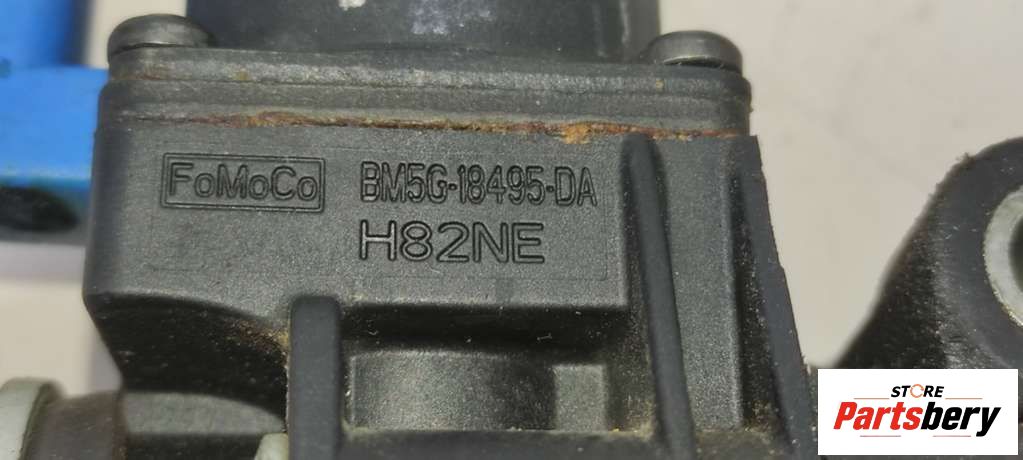 FoMoCo BM5G-18495-DA
H82NE
STORE
Partsbery